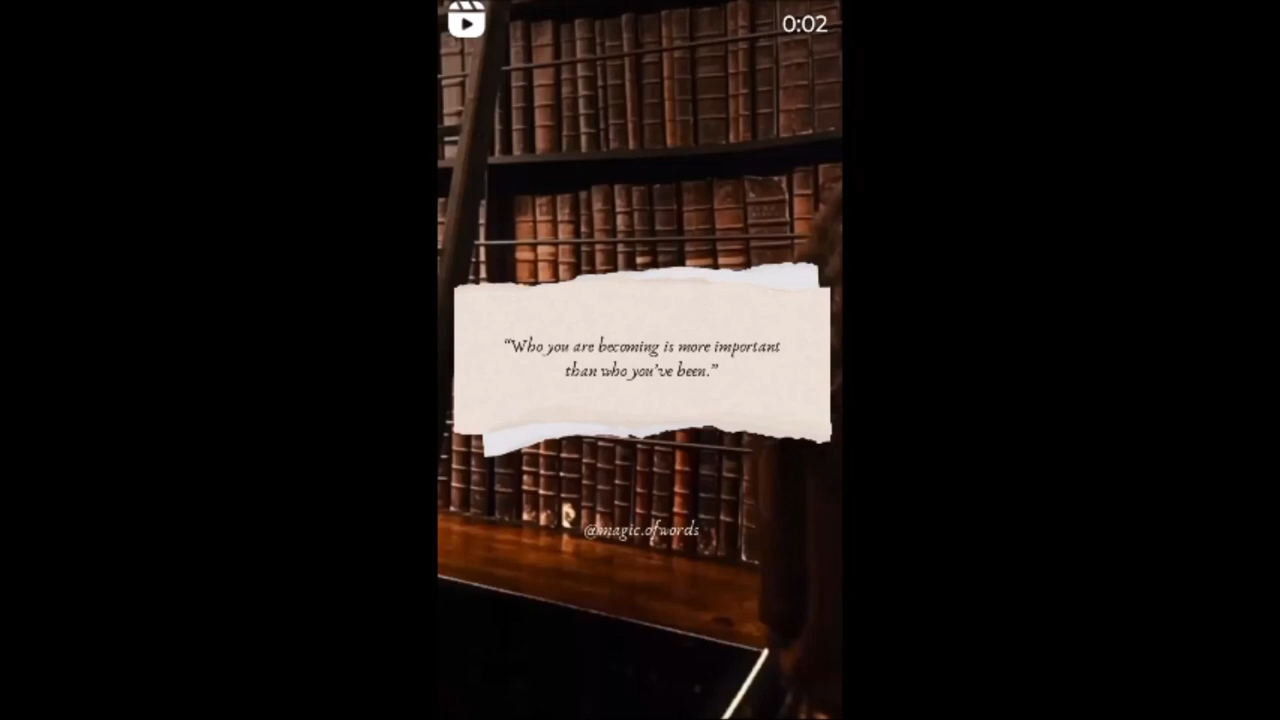 0:02
“Who you are becoming is more important
than who you’ve been.”
@magic.ofwords